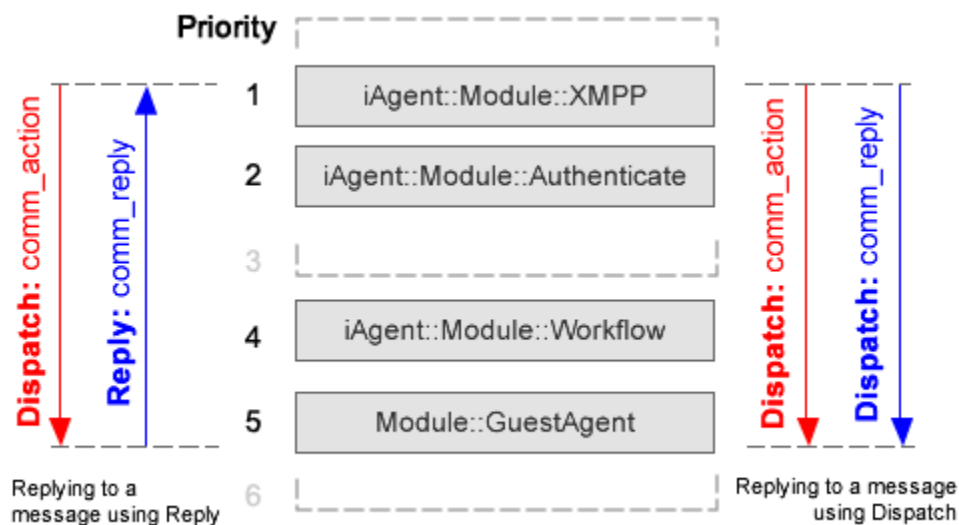 Priority
1
iAgent::Module::XMPP
2
iAgent::Module::Authenticate
3
4
iAgent::Module::Workflow
5
Module::GuestAgent
6
Dispatch: comm_action
Reply: comm_reply
Replying to a
message using Reply
Dispatch: comm_action
Dispatch: comm_reply
Replying to a message
using Dispatch